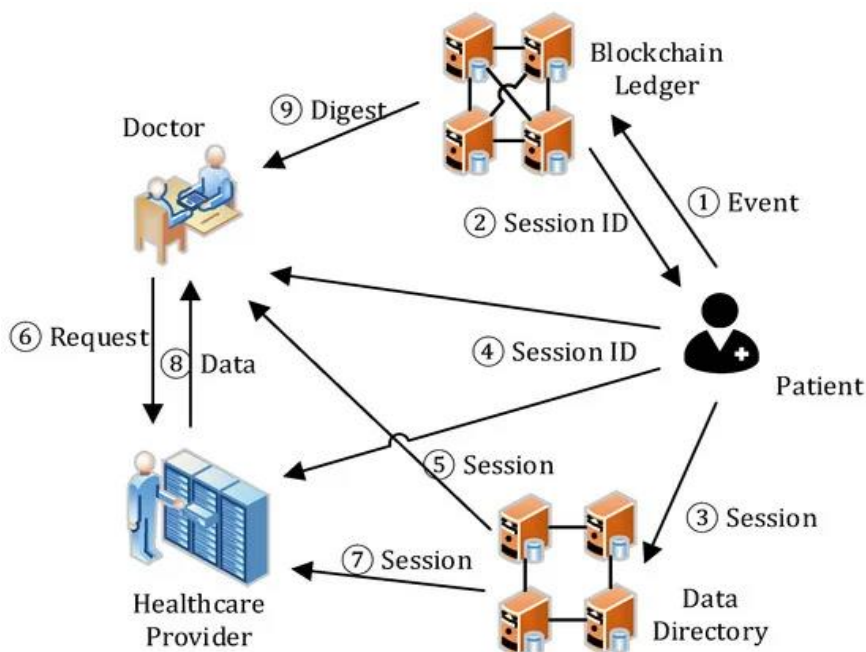 Blockchain
Ledger
⑨ Digest
Doctor
① Event
② Session ID
⑥ Request
⑧ Data
④ Session ID
Patient
⑤ Session
③ Session
⑦ Session
Healthcare
Provider
Data
Directory